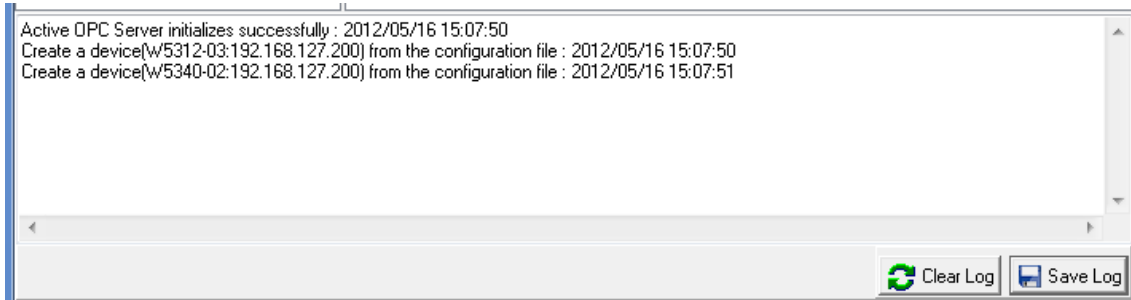 Active OPC Server initializes successfully : 2012/05/16 15:07:50
Create a device(W5312-03:192.168.127.200) from the configuration file : 2012/05/16 15:07:50
Create a device(W5340-02:192.168.127.200) from the configuration file : 2012/05/16 15:07:51
Clear Log Save Log